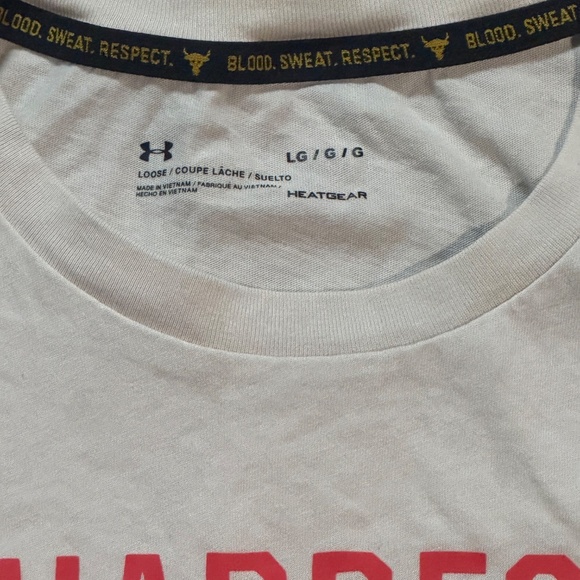 BLOOD. SWEAT. RESPECT. BLOOD. SWEAT. RESPECT. BLOOD. SWEAT
LG / G / G
LOOSE / COUPE LÂCHE / SUELTO
MADE IN VIETNAM / FABRIQUÉ AU VIETNAM /
HECHO EN VIETNAM
HEATGEAR